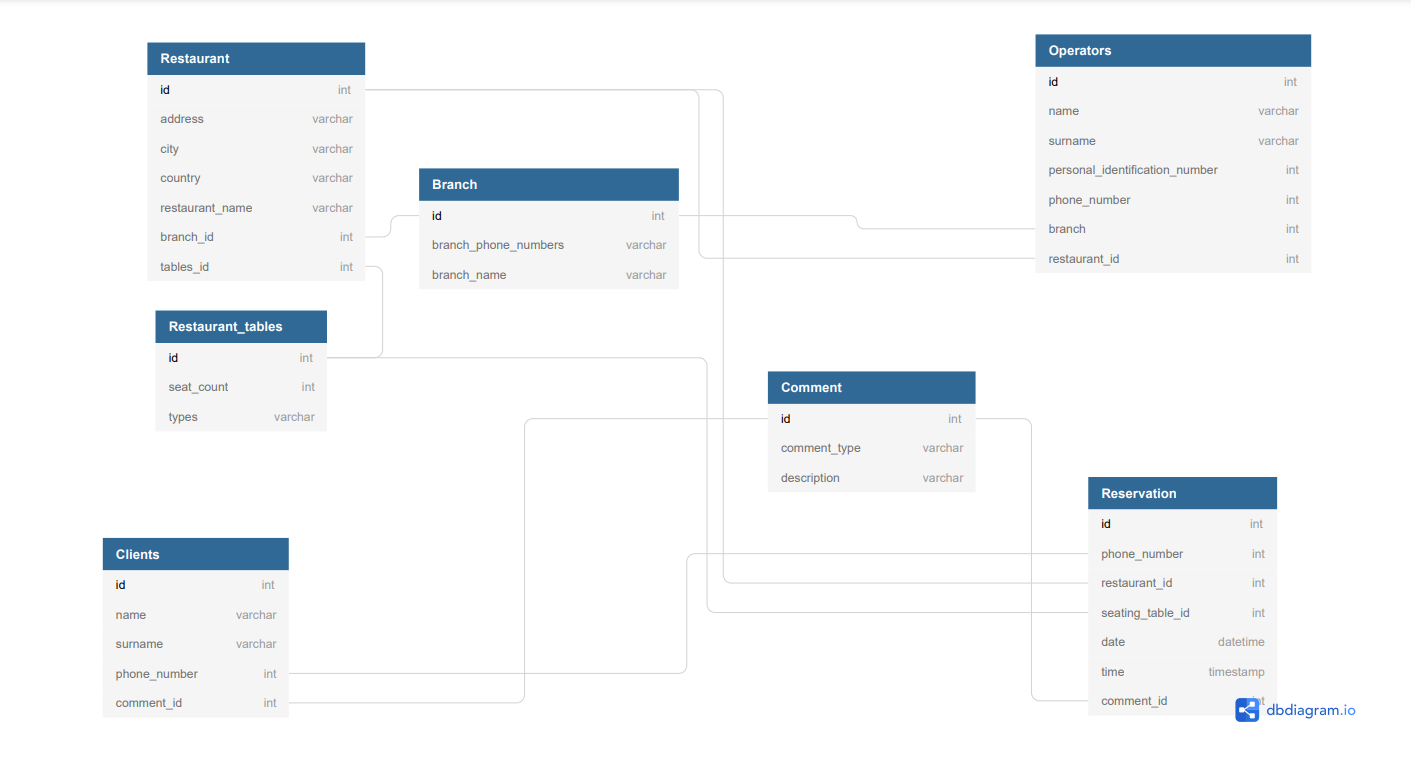 Restaurant
id int
address varchar
city varchar
country varchar
restaurant_name varchar
branch_id int
tables_id int
Operators
id int
name varchar
surname varchar
personal_identification_number int
phone_number int
branch int
restaurant_id int
Branch
id int
branch_phone_numbers varchar
branch_name varchar
Restaurant_tables
id int
seat_count int
types varchar
Comment
id int
comment_type varchar
description varchar
Reservation
id int
phone_number int
restaurant_id int
seating_table_id int
date datetime
time timestamp
comment_id
Clients
id int
name varchar
surname varchar
phone_number int
comment_id int
dbdiagram.io